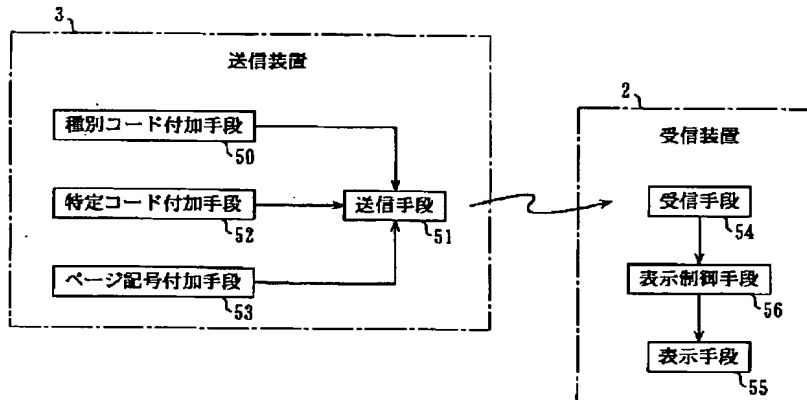 3
送信装置
種別コード付加手段
50
特定コード付加手段
52
送信手段
51
ページ記号付加手段
53
2
受信装置
受信手段
54
表示制御手段
56
表示手段
55